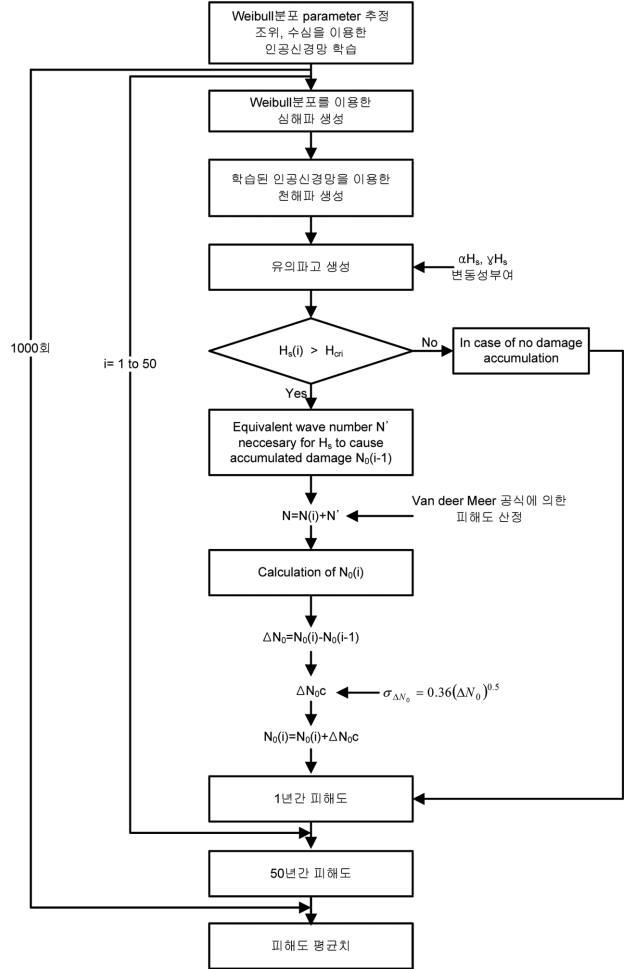 Weibull분포 parameter 추정
조위, 수심을 이용한
인공신경망 학습
Weibull분포를 이용한
심해파 생성
학습된 인공신경망을 이용한
천해파 생성
유의파고 생성
αHₛ, ɣHₛ
변동성부여
1000회
i= 1 to 50
Hₛ(i) > H_cri
No
In case of no damage
accumulation
Yes
Equivalent wave number N’
neccesary for Hₛ to cause
accumulated damage N₀(i-1)
N=N(i)+N’
Van deer Meer 공식에 의한
피해도 산정
Calculation of N₀(i)
ΔN₀=N₀(i)-N₀(i-1)
ΔN₀c
σ_ΔN₀ = 0.36(ΔN₀)^0.5
N₀(i)=N₀(i)+ΔN₀c
1년간 피해도
50년간 피해도
피해도 평균치